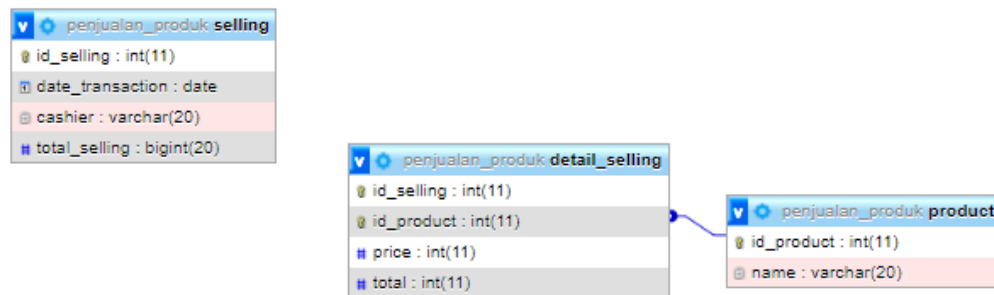 penjualan_produk selling
id_selling : int(11)
date_transaction : date
cashier : varchar(20)
total_selling : bigint(20)
penjualan_produk detail_selling
id_selling : int(11)
id_product : int(11)
price : int(11)
total : int(11)
penjualan_produk product
id_product : int(11)
name : varchar(20)